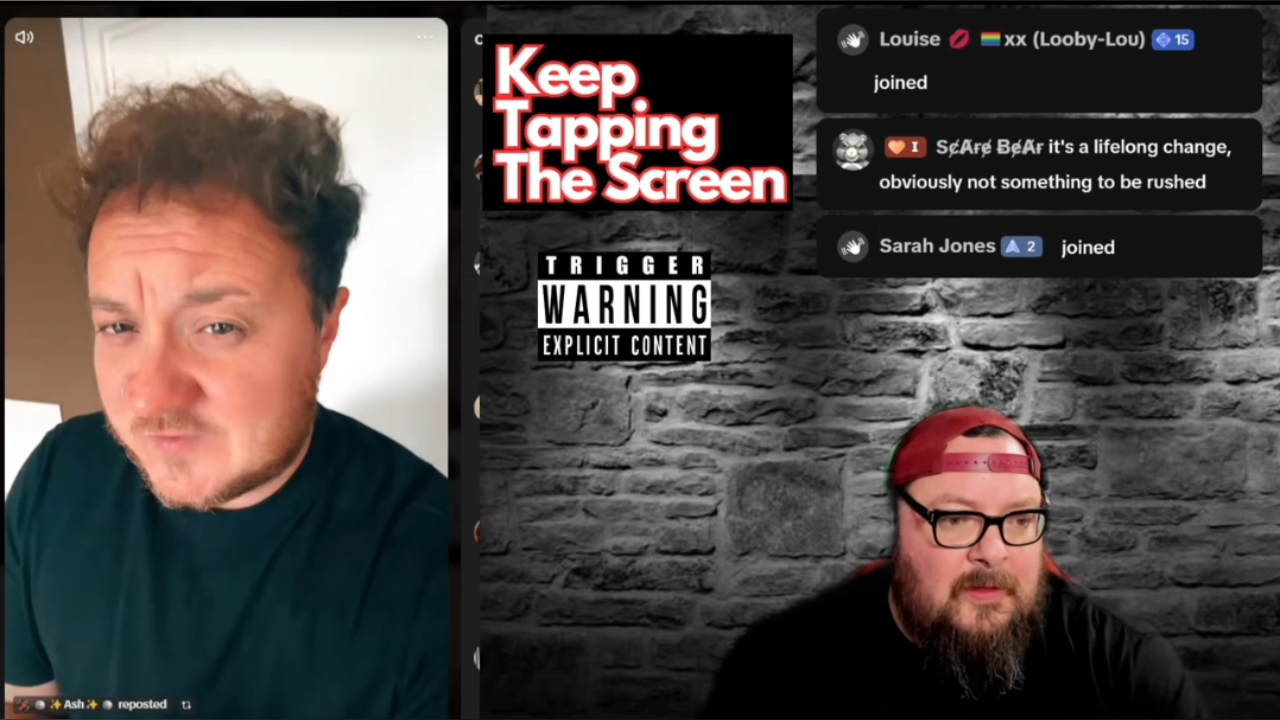 Keep
Tapping
The Screen
TRIGGER
WARNING
EXPLICIT CONTENT
Louise 💋 🏳️‍🌈 xx (Looby-Lou) 15
joined
I S¢Ar¢ B¢Ar it's a lifelong change,
obviously not something to be rushed
Sarah Jones A 2 joined
✨Ash✨ reposted